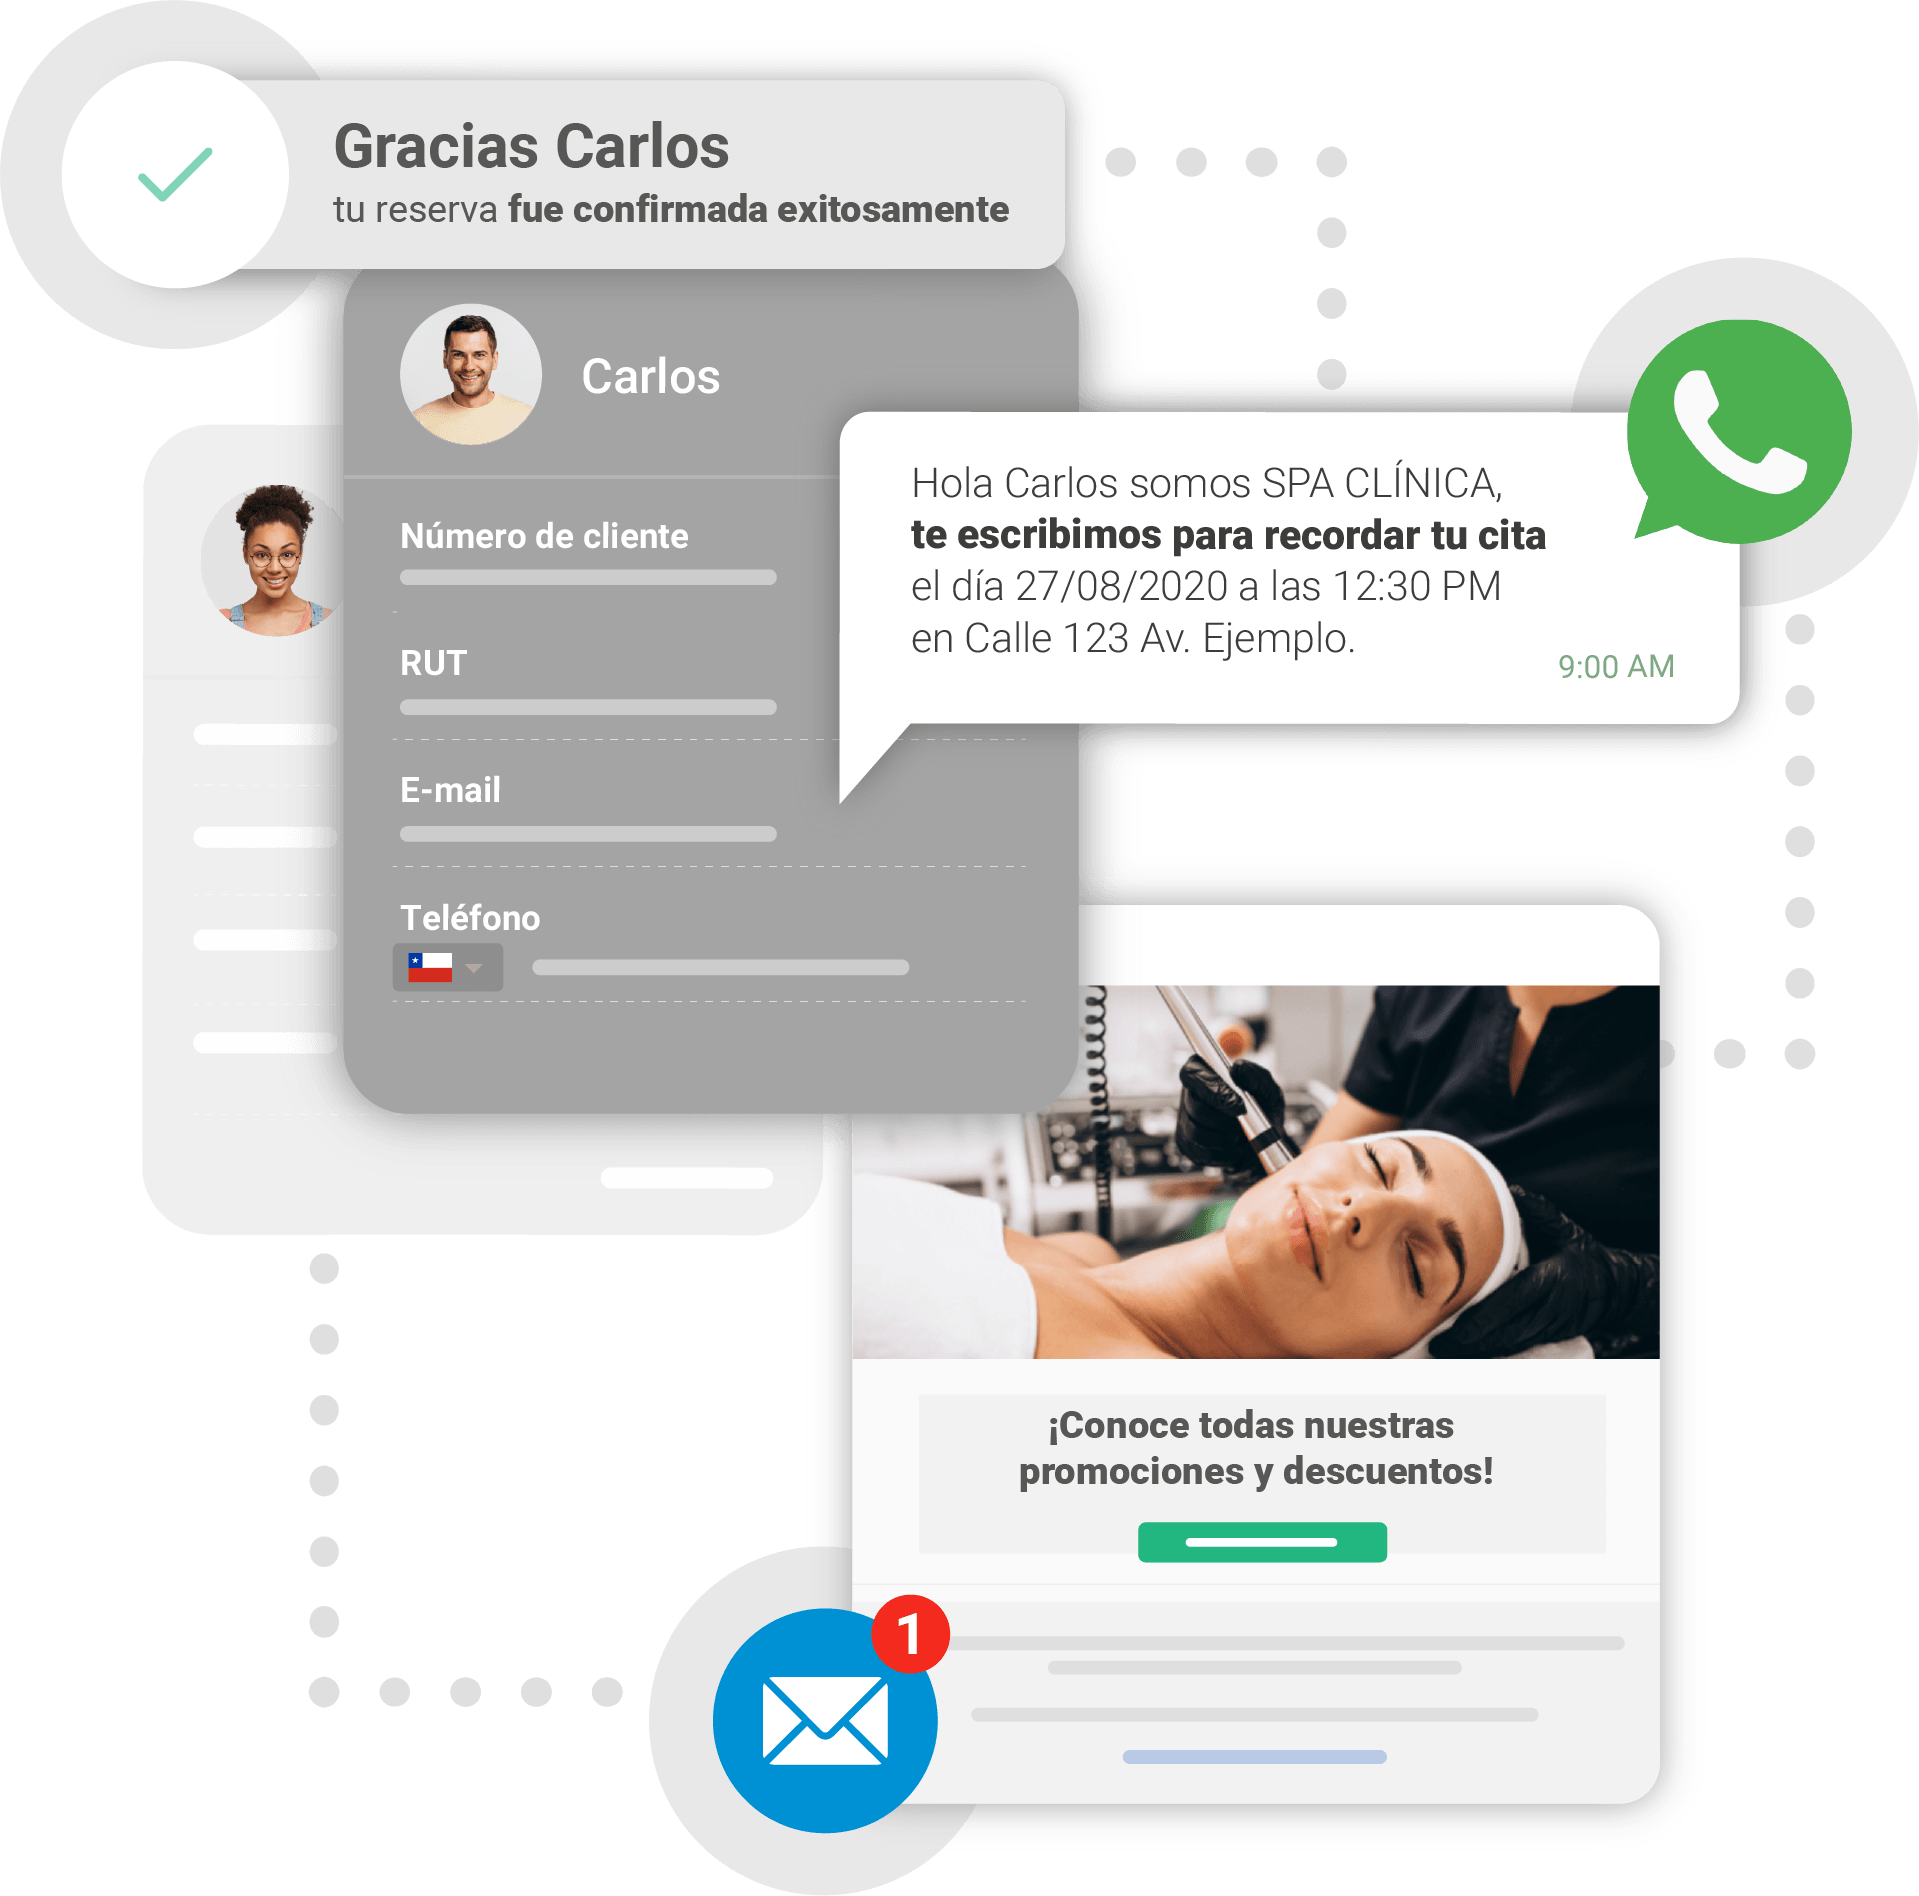 Gracias Carlos
tu reserva fue confirmada exitosamente
Carlos
Número de cliente
RUT
E-mail
Teléfono
Hola Carlos somos SPA CLÍNICA,
te escribimos para recordar tu cita
el día 27/08/2020 a las 12:30 PM
en Calle 123 Av. Ejemplo.
9:00 AM
¡Conoce todas nuestras
promociones y descuentos!
1